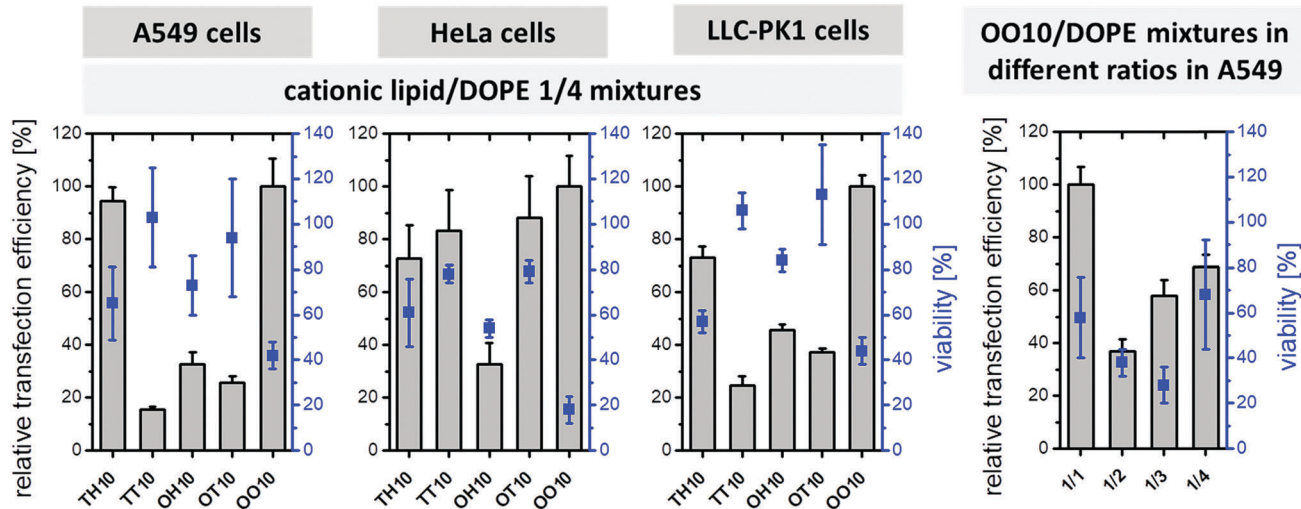 A549 cells
HeLa cells
LLC-PK1 cells
cationic lipid/DOPE 1/4 mixtures
OO10/DOPE mixtures in
different ratios in A549
relative transfection efficiency [%]
120
100
80
60
40
20
0
140
120
100
80
60
40
20
0
TH10
TT10
OH10
OT10
OO10
120
100
80
60
40
20
0
140
120
100
80
60
40
20
0
TH10
TT10
OH10
OT10
OO10
120
100
80
60
40
20
0
140
120
100
80
60
40
20
0
viability [%]
TH10
TT10
OH10
OT10
OO10
relative transfection efficiency [%]
120
100
80
60
40
20
0
140
120
100
80
60
40
20
0
viability [%]
1/1
1/2
1/3
1/4